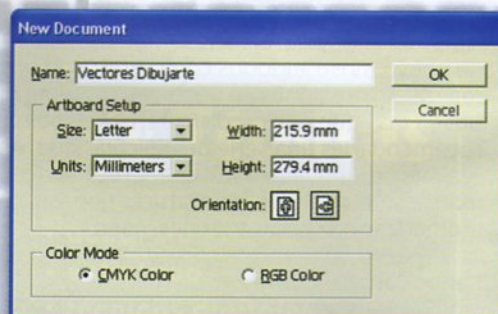 New Document
Name: Vectores Dibujarte
OK
Artboard Setup
Cancel
Size: Letter
Width: 215.9 mm
Units: Millimeters
Height: 279.4 mm
Orientation:
Color Mode
CMYK Color
RGB Color